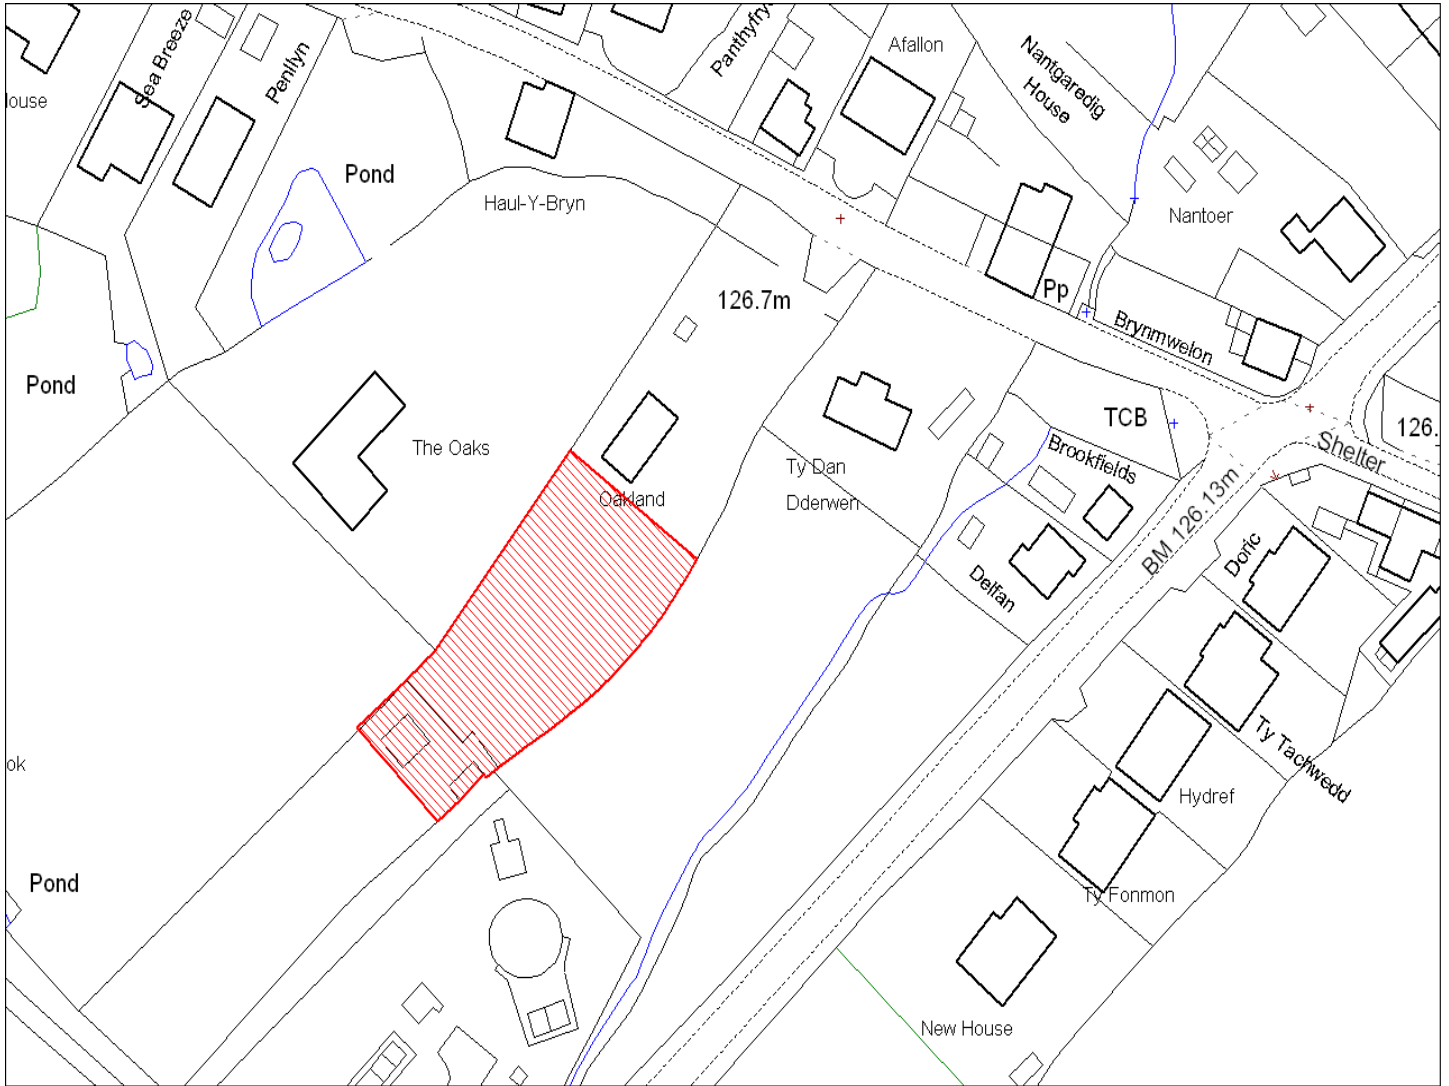 Sea Breeze
Penllyn
Panthyfry
Afallon
Nantgaredig
House
ouse
Pond
Haul-Y-Bryn
Nantoer
126.7m
Pp
Brynmwelon
Pond
The Oaks
TCB
126.
Shelter
Brookfields
Ty Dan
Dderwen
Oakland
BM 126.13m
Doric
Delfan
Ty Tachwedd
ok
Hydref
Pond
Ty Fonmon
New House